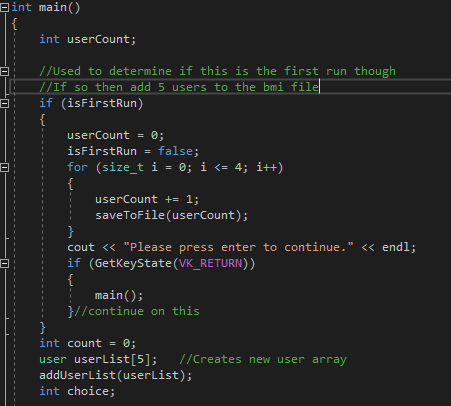 int main()
{
int userCount;
//Used to determine if this is the first run though
//If so then add 5 users to the bmi file
if (isFirstRun)
{
userCount = 0;
isFirstRun = false;
for (size_t i = 0; i <= 4; i++)
{
userCount += 1;
saveToFile(userCount);
}
cout << "Please press enter to continue." << endl;
if (GetKeyState(VK_RETURN))
{
main();
}//continue on this
}
int count = 0;
user userList[5];   //Creates new user array
addUserList(userList);
int choice;